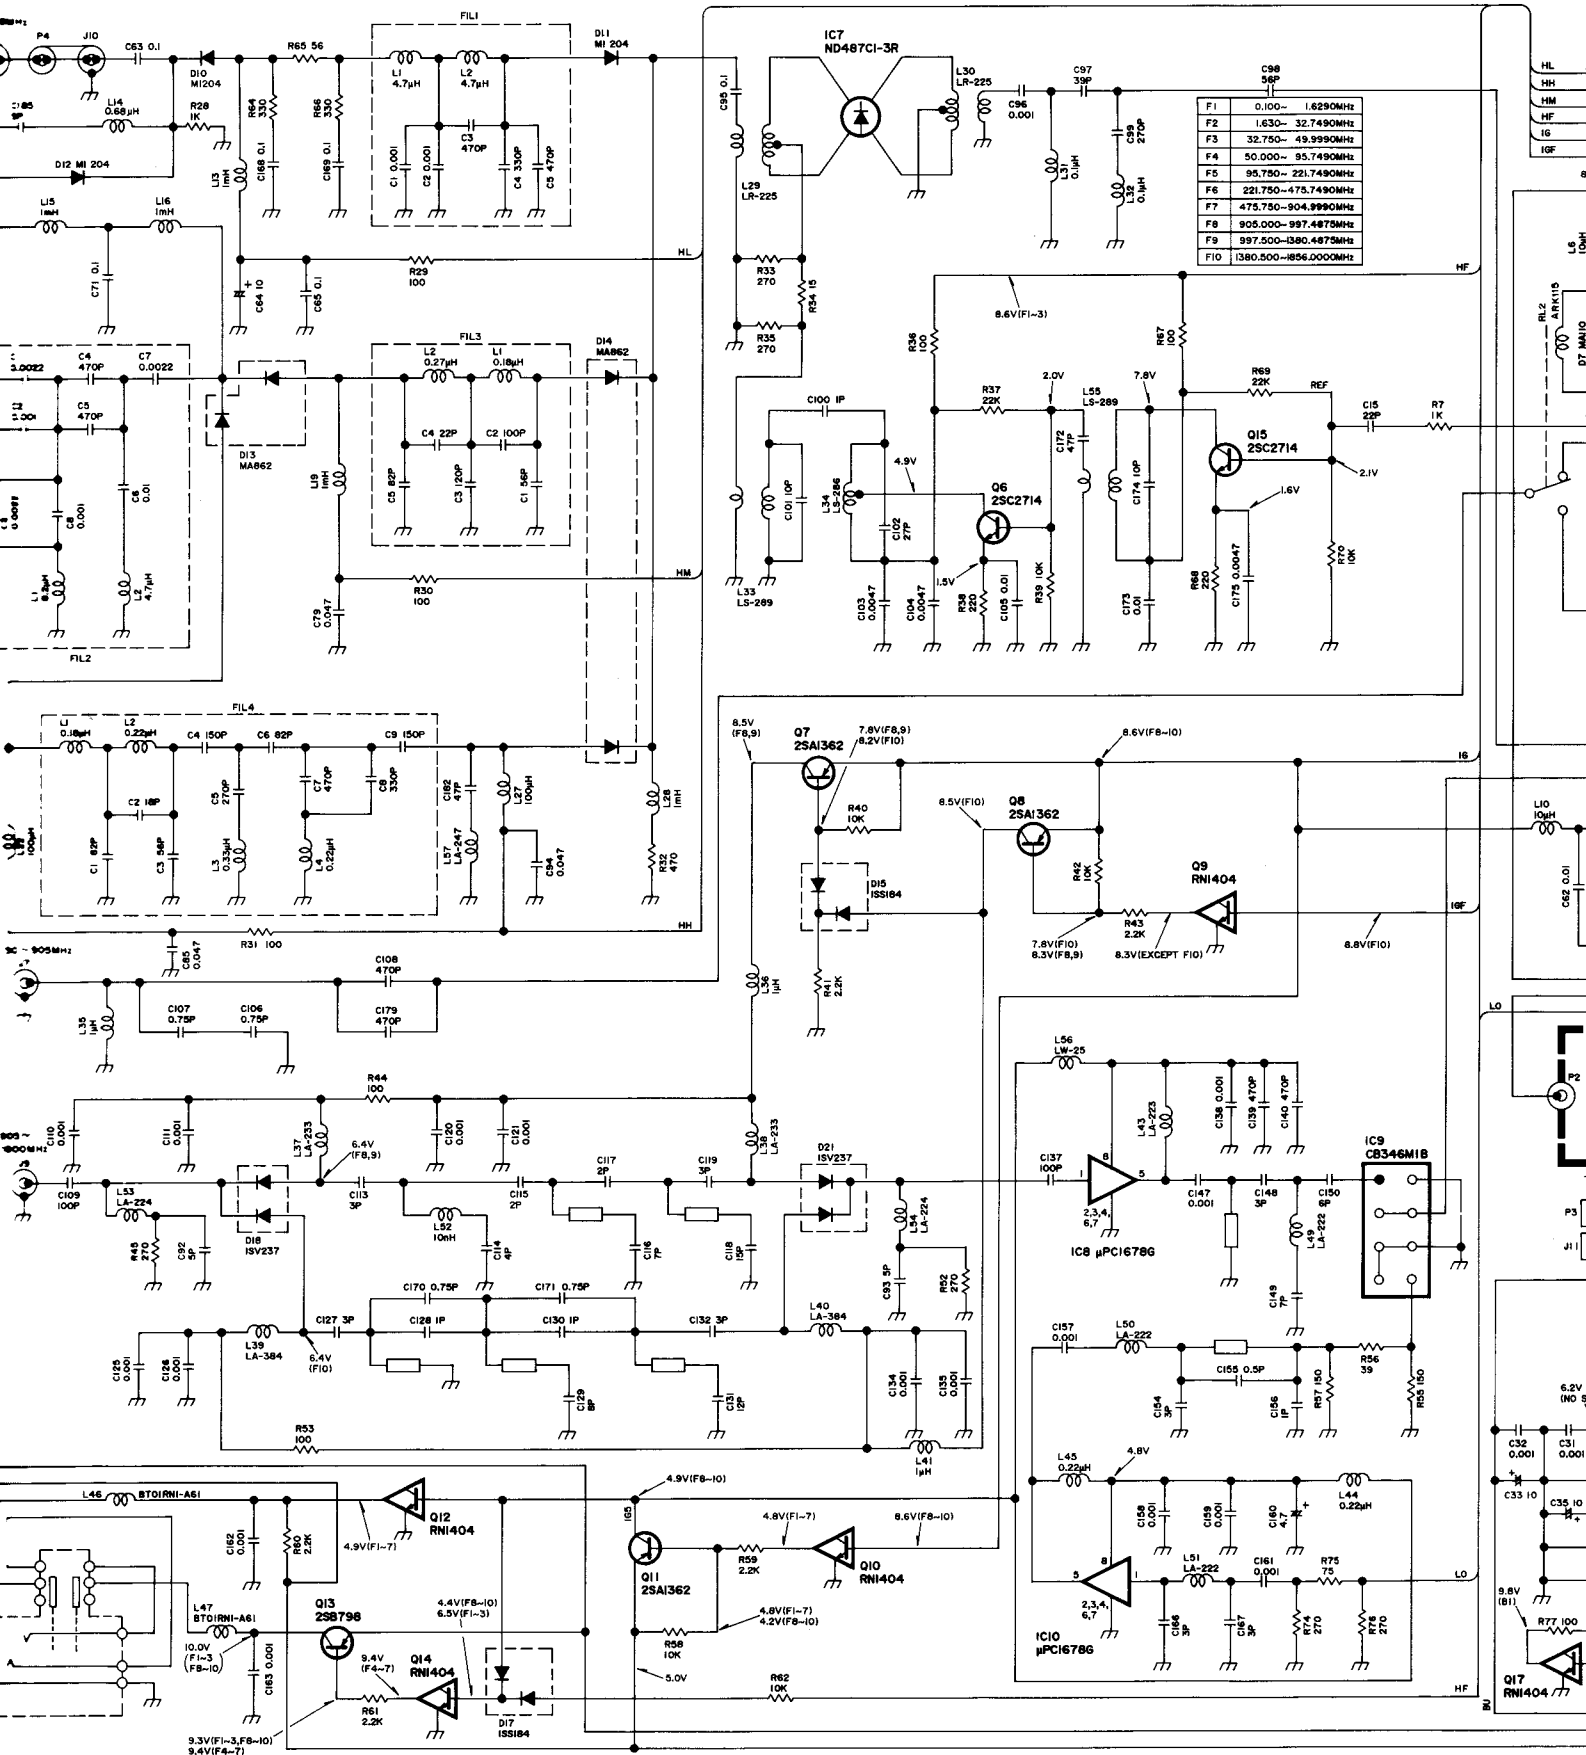 FIL1
P4
J10
C63 0.1
D10
MI204
R65 56
L1
4.7µH
L2
4.7µH
D11
MI 204
IC7
ND487C1-3R
L30
LR-225
C97
39P
C98
56P
HL
HH
HM
HF
IG
IGF
L14
0.68µH
R28
1K
R64
330
R66
330
C3
470P
C95 0.1
C96
0.001
C99
270P
F1 0.100~ 1.6290MHz
F2 1.630~ 32.7490MHz
F3 32.750~ 49.9990MHz
F4 50.000~ 95.7490MHz
F5 95.750~ 221.7490MHz
F6 221.750~475.7490MHz
F7 475.750~904.9990MHz
F8 905.000~997.4875MHz
F9 997.500~1380.4875MHz
F10 1380.500~1856.0000MHz
D12 MI 204
L13
1mH
C168 0.1
C169 0.1
C1 0.001
C2 0.001
C4 330P
C5 470P
L29
LR-225
L31
0.1µH
L32
0.1µH
L15
1mH
L16
1mH
C71 0.1
C64 10
C65 0.1
R29
100
HL
R33
270
R34 15
R35
270
HF
8.6V(F1~3)
L6
10µH
RL2
ARK115
D7 MA110
C4
470P
C7
0.0022
C5
470P
C6
0.01
C8
0.001
L2
4.7µH
FIL2
D13
MA862
FIL3
L2
0.27µH
L1
0.18µH
C4 22P
C2 100P
C5 82P
C3 120P
C1 56P
D14
MA862
L19
1mH
R30
100
HM
C79
0.047
R36
100
R67
100
R37
22K
2.0V
L55
LS-289
7.8V
R69
22K
REF
C15
22P
R7
1K
C100 1P
4.9V
C172
47P
C174 10P
Q15
2SC2714
2.1V
1.6V
C101 10P
L34
LS-286
C102
27P
Q6
2SC2714
1.5V
L33
LS-289
C103
0.0047
C104
0.0047
R38
220
C105 0.01
R39 10K
C173
0.01
R68
220
C175 0.0047
R70
10K
FIL4
L1
0.18µH
L2
0.22µH
C4 150P
C6 82P
C9 150P
C2 18P
C5
270P
C7
470P
C8
330P
C182
47P
L27
100µH
L28
1mH
C1 82P
C3 56P
L3
0.33µH
L4
0.22µH
L57
LA-247
C94
0.047
R32
470
8.5V
(F8,9)
Q7
2SA1362
7.8V(F8,9)
8.2V(F10)
8.6V(F8~10)
IG
R40
10K
8.5V(F10)
Q8
2SA1362
R42
10K
Q9
RN1404
L10
10µH
C62 0.01
D15
ISS184
R43
2.2K
IGF
7.8V(F10)
8.3V(F8,9)
8.3V(EXCEPT F10)
8.8V(F10)
R31 100
HH
C85
0.047
R41
2.2K
L36
1µH
C108
470P
C107
0.75P
C106
0.75P
C179
470P
L35
1µH
LO
L56
LW-25
P2
R44
100
C110
0.001
C111
0.001
L37
LA-233
6.4V
(F8,9)
C120
0.001
C121
0.001
L38
LA-233
D21
ISV237
L43
LA-223
C138 0.001
C139 470P
C140 470P
IC9
CB346M1B
J9
C109
100P
L53
LA-224
C113
3P
C115
2P
C117
2P
C119
3P
C137
100P
1
8
5
2,3,4,
6,7
IC8 µPC1678G
C147
0.001
C148
3P
C150
6P
R45
270
C92
5P
D18
ISV237
L52
10nH
C114
4P
C116
7P
C118
15P
L54
LA-224
C93 5P
R52
270
L49
LA-222
C149
7P
P3
J11
C170 0.75P
C171 0.75P
C127 3P
C128 1P
C130 1P
C132 3P
L40
LA-384
L39
LA-384
6.4V
(F10)
C125
0.001
C126
0.001
C129
8P
C131
12P
C134
0.001
C135
0.001
C157
0.001
L50
LA-222
C155 0.5P
R56
39
C154
3P
C156
1P
R57 150
R55 150
R53
100
L41
1µH
6.2V
C32
0.001
C31
0.001
C33 10
C35 10
L46
BT01RN1-A61
Q12
RN1404
4.9V(F8~10)
4.9V(F1~7)
C162
0.001
R60
2.2K
IG5
4.8V(F1~7)
8.6V(F8~10)
L45
0.22µH
4.8V
L44
0.22µH
C158
0.001
C159
0.001
C160
4.7
Q11
2SA1362
R59
2.2K
Q10
RN1404
5
8
1
L51
LA-222
C161
0.001
R75
75
LO
2,3,4,
6,7
IC10
µPC1678G
C166
3P
C167
3P
R74
270
R76
270
L47
BT01RN1-A61
Q13
2SB798
4.4V(F8~10)
6.5V(F1~3)
4.8V(F1~7)
4.2V(F8~10)
R58
10K
5.0V
10.0V
(F1~3
F8~10)
C163 0.001
9.4V
(F4~7)
Q14
RN1404
R61
2.2K
D17
ISS184
R62
10K
HF
BU
9.8V
(B1)
R77 100
Q17
RN1404
9.3V(F1~3,F8~10)
9.4V(F4~7)